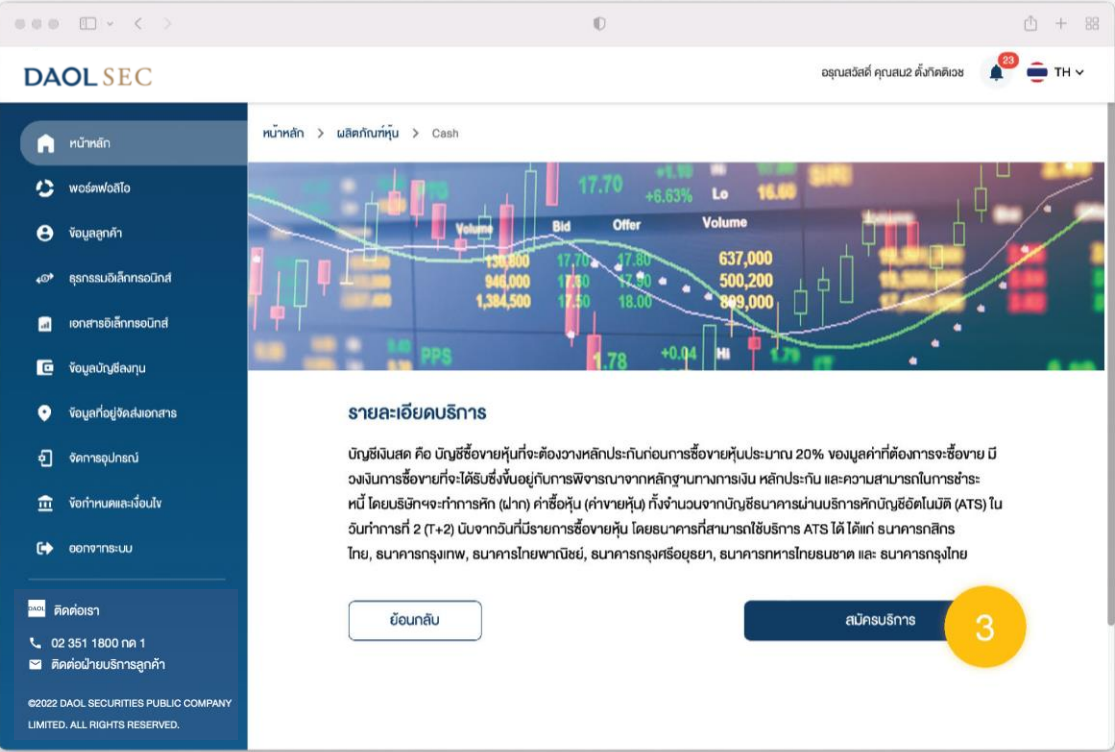 DAOL SEC
อรุณสวัสดิ์ คุณสม2 ตั้งกิตติเวช
23
TH
หน้าหลัก
พอร์ตฟอลิโอ
ข้อมูลลูกค้า
ธุรกรรมอิเล็กทรอนิกส์
เอกสารอิเล็กทรอนิกส์
ข้อมูลบัญชีลงทุน
ข้อมูลที่อยู่จัดส่งเอกสาร
จัดการอุปกรณ์
ข้อกำหนดและเงื่อนไข
ออกจากระบบ
DAOL ติดต่อเรา
02 351 1800 กด 1
ติดต่อฝ่ายบริการลูกค้า
©2022 DAOL SECURITIES PUBLIC COMPANY
LIMITED. ALL RIGHTS RESERVED.
หน้าหลัก > ผลิตภัณฑ์หุ้น > Cash
17.70 +6.63% Lo 16.60
Volume Bid Offer Volume
130,800 17.70 17.80 637,000
940,000 17.90 500,200
1,384,500 17.50 18.00 899,000
PPS 1.78 +0.04 Hi 1.79
รายละเอียดบริการ
บัญชีเงินสด คือ บัญชีซื้อขายหุ้นที่จะต้องวางหลักประกันก่อนการซื้อขายหุ้นประมาณ 20% ของมูลค่าที่ต้องการจะซื้อขาย มี
วงเงินการซื้อขายที่จะได้รับซึ่งขึ้นอยู่กับการพิจารณาจากหลักฐานทางการเงิน หลักประกัน และความสามารถในการชำระ
หนี้ โดยบริษัทฯจะทำการหัก (ฝาก) ค่าซื้อหุ้น (ค่าขายหุ้น) ทั้งจำนวนจากบัญชีธนาคารผ่านบริการหักบัญชีอัตโนมัติ (ATS) ใน
วันทำการที่ 2 (T+2) นับจากวันที่มีรายการซื้อขายหุ้น โดยธนาคารที่สามารถใช้บริการ ATS ได้ ได้แก่ ธนาคารกสิกร
ไทย, ธนาคารกรุงเทพ, ธนาคารไทยพาณิชย์, ธนาคารกรุงศรีอยุธยา, ธนาคารทหารไทยธนชาต และ ธนาคารกรุงไทย
ย้อนกลับ
สมัครบริการ
3